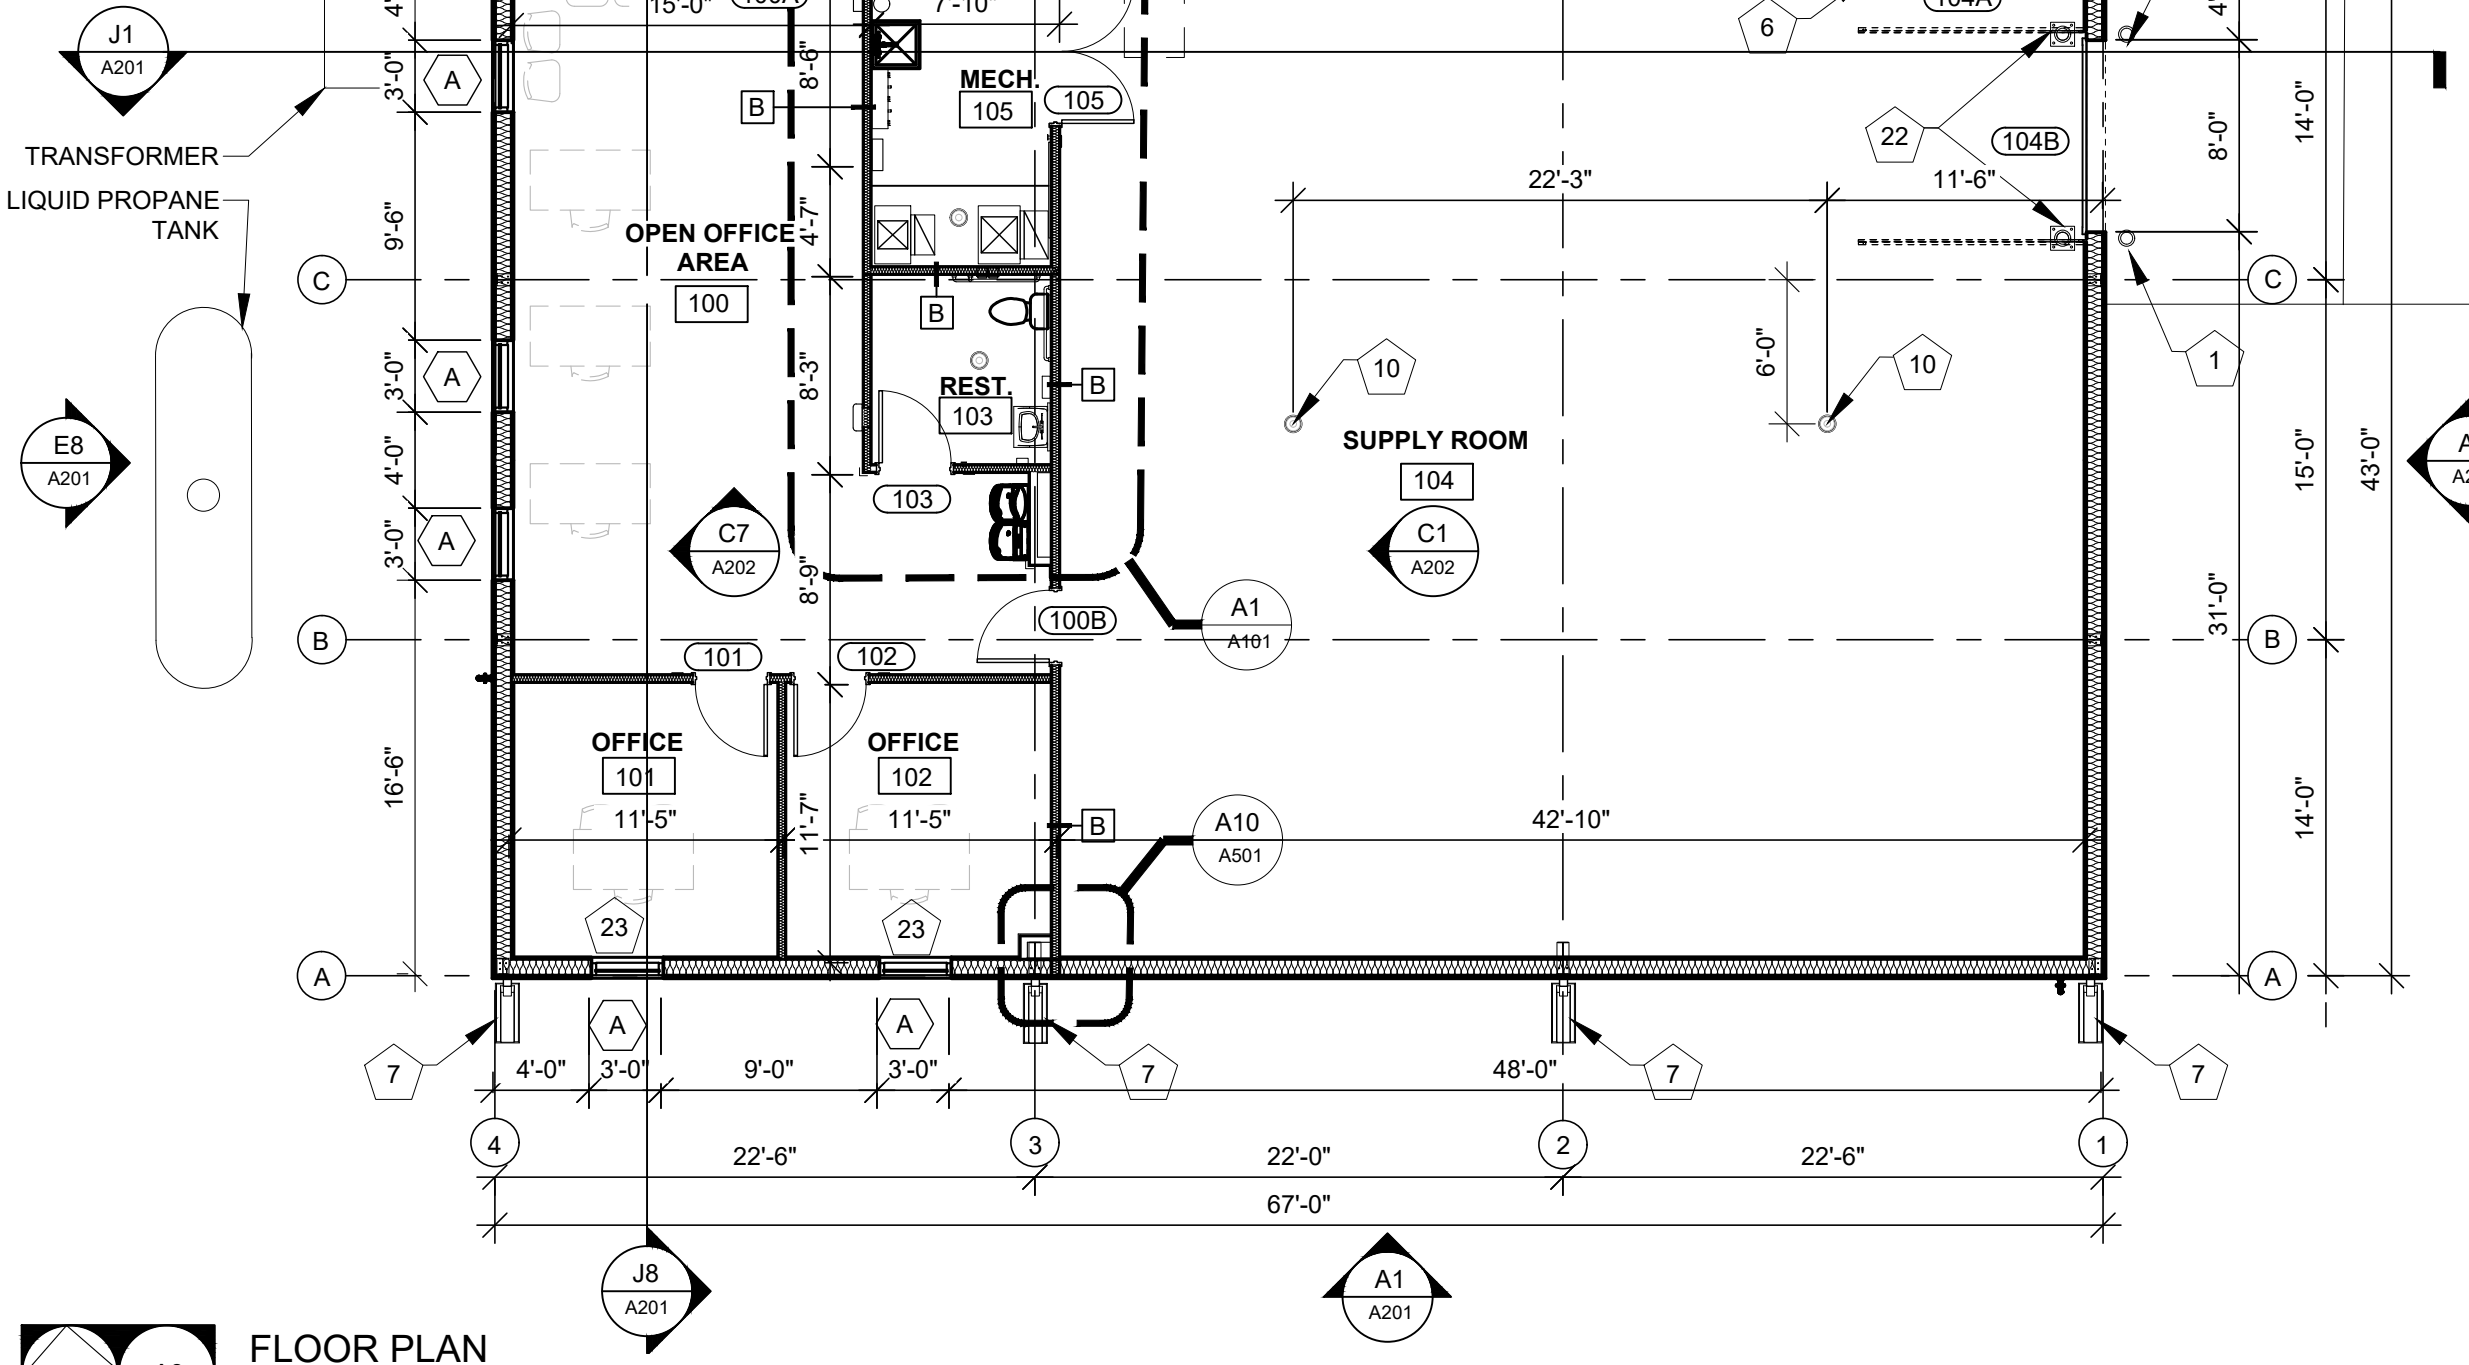 15'-0"
7'-10"
4'
J1
A201
3'-0"
A
8'-6"
B
MECH.
105
105
6
104A
22
104B
8'-0"
14'-0"
TRANSFORMER
LIQUID PROPANE
TANK
9'-6"
OPEN OFFICE
AREA
100
4'-7"
22'-3"
11'-6"
C
C
B
1
3'-0"
A
8'-3"
REST.
103
B
10
6'-0"
10
E8
A201
4'-0"
SUPPLY ROOM
104
15'-0"
43'-0"
103
3'-0"
A
C7
A202
C1
A202
8'-9"
31'-0"
100B
A1
A101
B
101
102
B
16'-6"
OFFICE
101
OFFICE
102
11'-5"
11'-7"
11'-5"
B
A10
A501
42'-10"
14'-0"
23
23
A
A
A
A
7
4'-0"
3'-0"
9'-0"
3'-0"
7
48'-0"
7
7
4
3
2
1
22'-6"
22'-0"
22'-6"
67'-0"
J8
A201
A1
A201
FLOOR PLAN